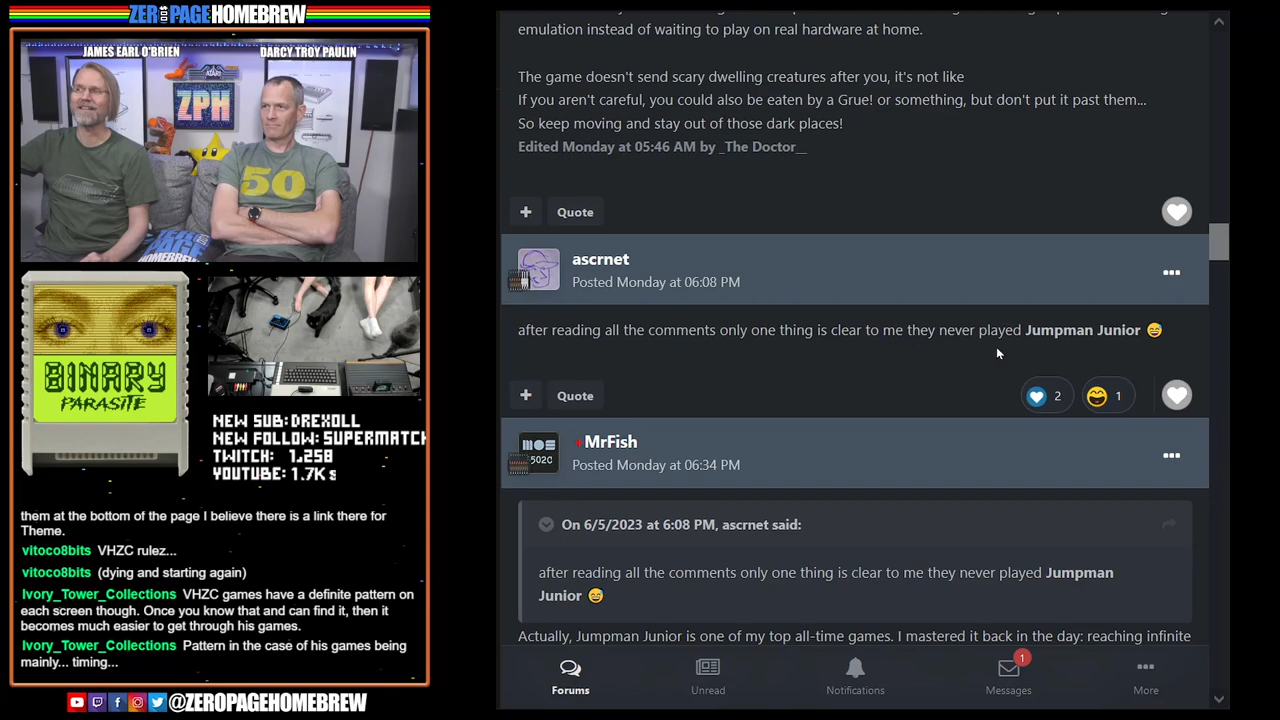 ZER PAGE HOMEBREW
JAMES EARL O'BRIEN
DARCY TROY PAULIN
ATARI
ZPH
50
ZERO PAGE
HOMEBREW
BINARY
PARASITE
NEW SUB: DREXOLL
NEW FOLLOW: SUPERMATCH
TWITCH: 1,258
YOUTUBE: 1.7K s
them at the bottom of the page I believe there is a link there for
Theme.
vitoco8bits VHZC rulez...
vitoco8bits (dying and starting again)
Ivory_Tower_Collections VHZC games have a definite pattern on
each screen though. Once you know that and can find it, then it
becomes much easier to get through his games.
Ivory_Tower_Collections Pattern in the case of his games being
mainly... timing...
@ZEROPAGEHOMEBREW
emulation instead of waiting to play on real hardware at home.
The game doesn't send scary dwelling creatures after you, it's not like
If you aren't careful, you could also be eaten by a Grue! or something, but don't put it past them...
So keep moving and stay out of those dark places!
Edited Monday at 05:46 AM by _The Doctor__
+ Quote
ascrnet
Posted Monday at 06:08 PM
after reading all the comments only one thing is clear to me they never played Jumpman Junior 😅
+ Quote
2
1
mos
502C
+MrFish
Posted Monday at 06:34 PM
On 6/5/2023 at 6:08 PM, ascrnet said:
after reading all the comments only one thing is clear to me they never played Jumpman
Junior 😅
Actually, Jumpman Junior is one of my top all-time games. I mastered it back in the day: reaching infinite
1
Forums
Unread
Notifications
Messages
More